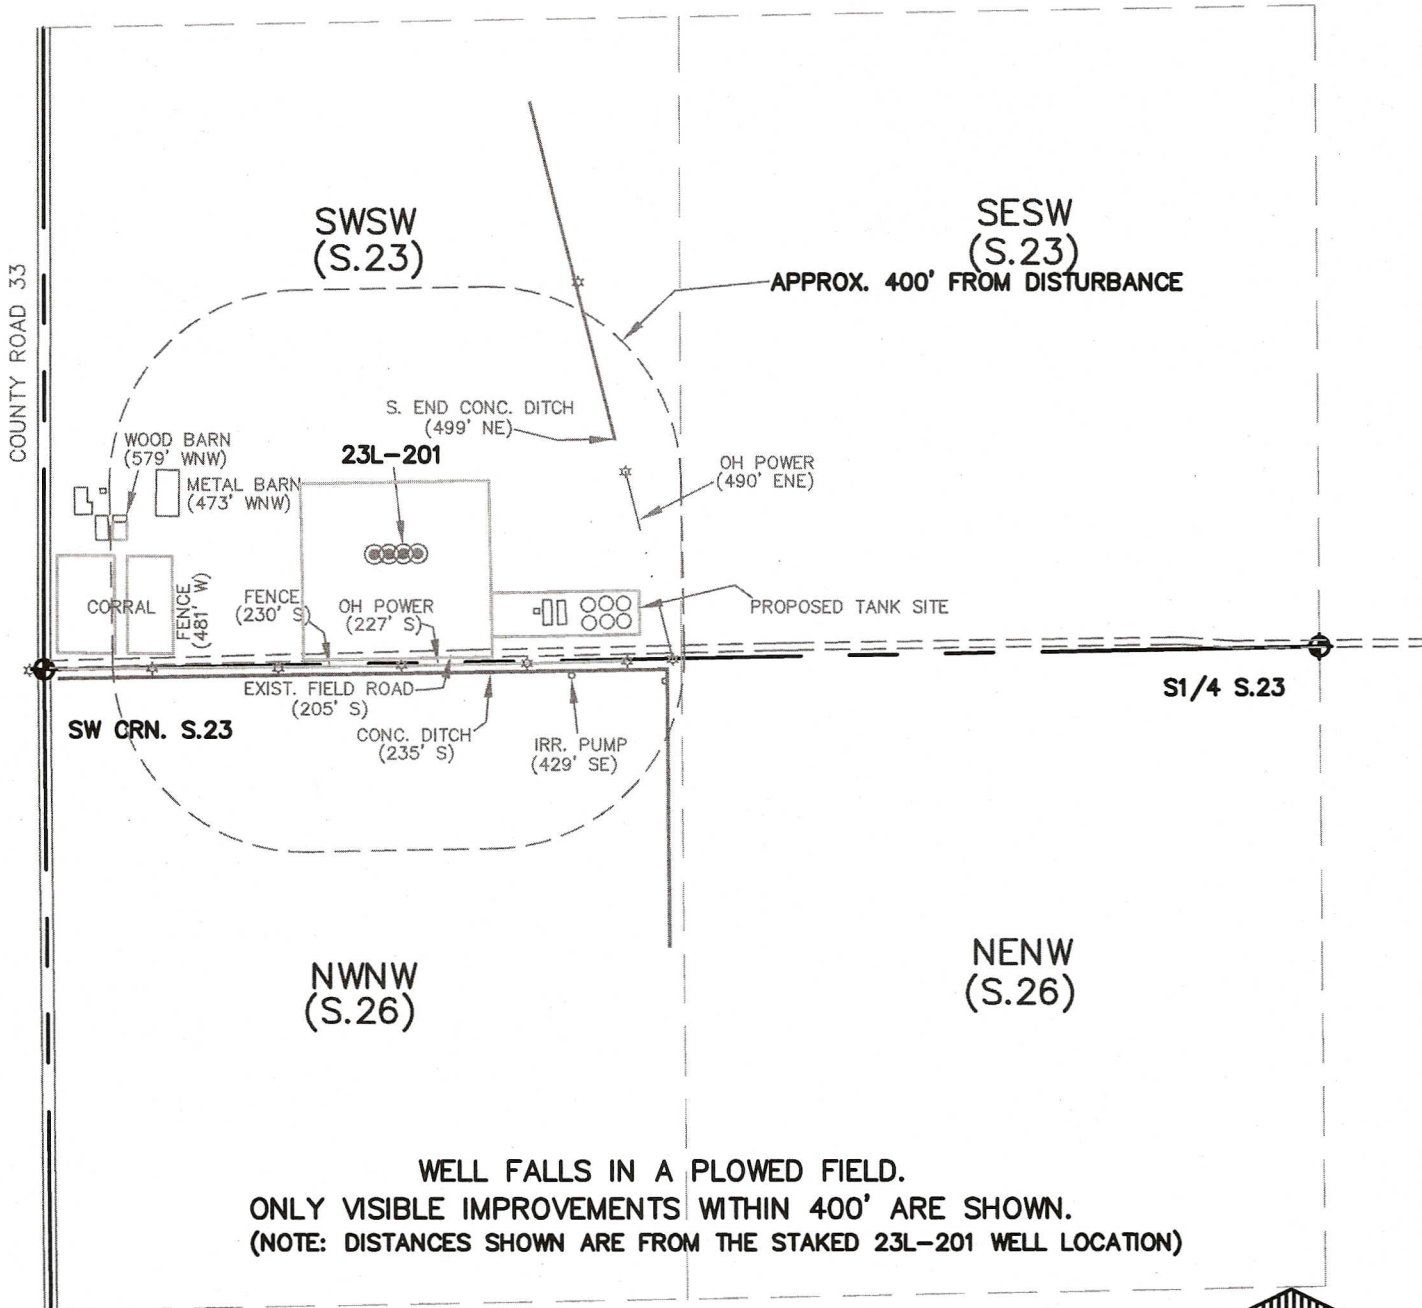 COUNTY ROAD 33
SWSW
(S.23)
SESW
(S.23)
APPROX. 400' FROM DISTURBANCE
S. END CONC. DITCH
(499' NE)
WOOD BARN
(579' WNW)
23L-201
METAL BARN
(473' WNW)
OH POWER
(490' ENE)
CORRAL
FENCE
(481' W)
FENCE
(230' S)
OH POWER
(227' S)
PROPOSED TANK SITE
EXIST. FIELD ROAD
(205' S)
SW CRN. S.23
CONC. DITCH
(235' S)
IRR. PUMP
(429' SE)
S1/4 S.23
NWNW
(S.26)
NENW
(S.26)
WELL FALLS IN A PLOWED FIELD.
ONLY VISIBLE IMPROVEMENTS WITHIN 400' ARE SHOWN.
(NOTE: DISTANCES SHOWN ARE FROM THE STAKED 23L-201 WELL LOCATION)